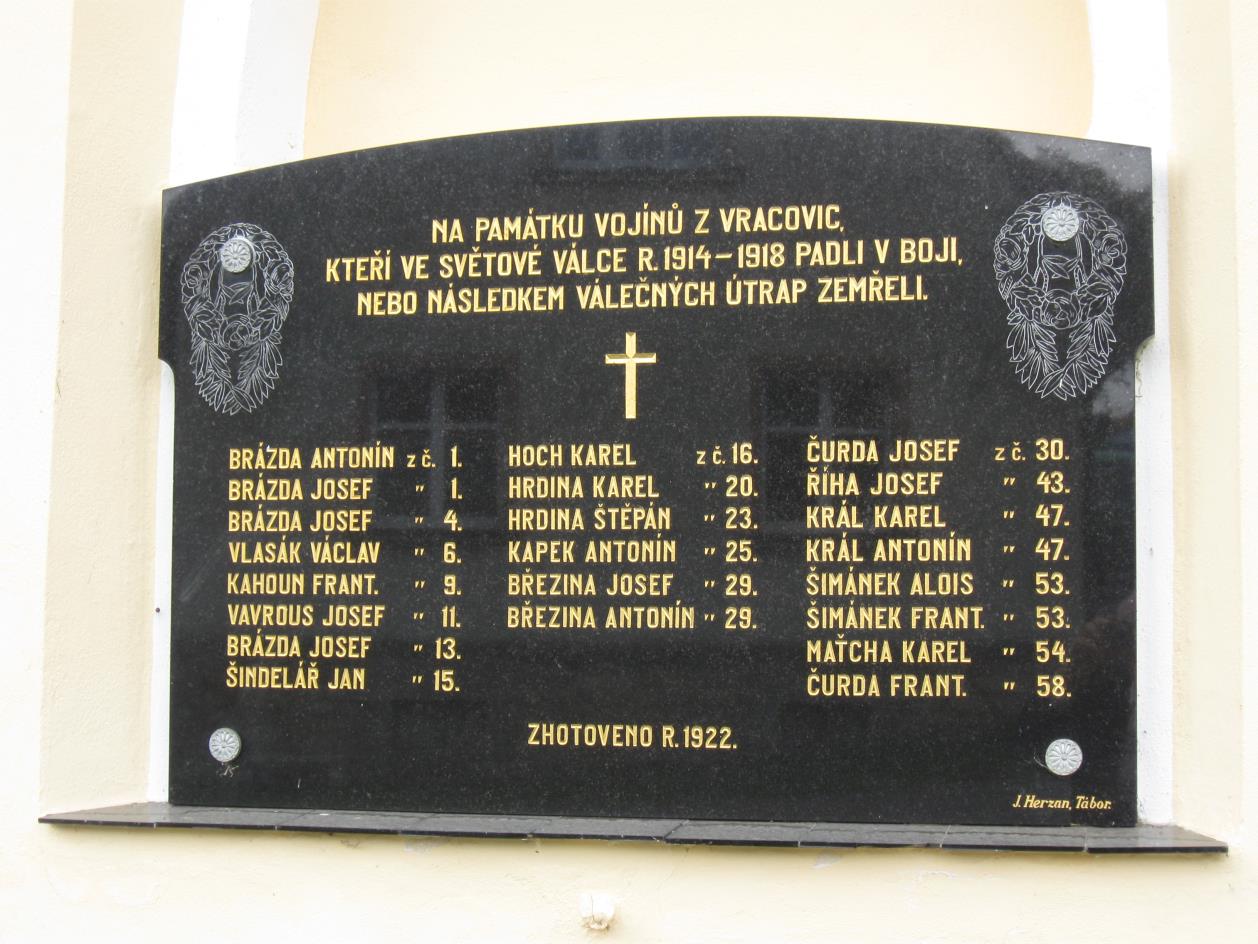 NA PAMÁTKU VOJÍNŮ Z VRACOVIC,
KTEŘÍ VE SVĚTOVÉ VÁLCE R. 1914 – 1918 PADLI V BOJI,
NEBO NÁSLEDKEM VÁLEČNÝCH ÚTRAP ZEMŘELI.
BRÁZDA ANTONÍN z č. 1.
BRÁZDA JOSEF " 1.
BRÁZDA JOSEF " 4.
VLASÁK VÁCLAV " 6.
KAHOUN FRANT. " 9.
VAVROUS JOSEF " 11.
BRÁZDA JOSEF " 13.
ŠINDELÁŘ JAN " 15.
HOCH KAREL z č. 16.
HRDINA KAREL " 20.
HRDINA ŠTĚPÁN " 23.
KAPEK ANTONÍN " 25.
BŘEZINA JOSEF " 29.
BŘEZINA ANTONÍN " 29.
ČURDA JOSEF z č. 30.
ŘÍHA JOSEF " 43.
KRÁL KAREL " 47.
KRÁL ANTONÍN " 47.
ŠIMÁNEK ALOIS " 53.
ŠIMÁNEK FRANT. " 53.
MAŤCHA KAREL " 54.
ČURDA FRANT. " 58.
ZHOTOVENO R. 1922.
J. Herzan, Tábor.